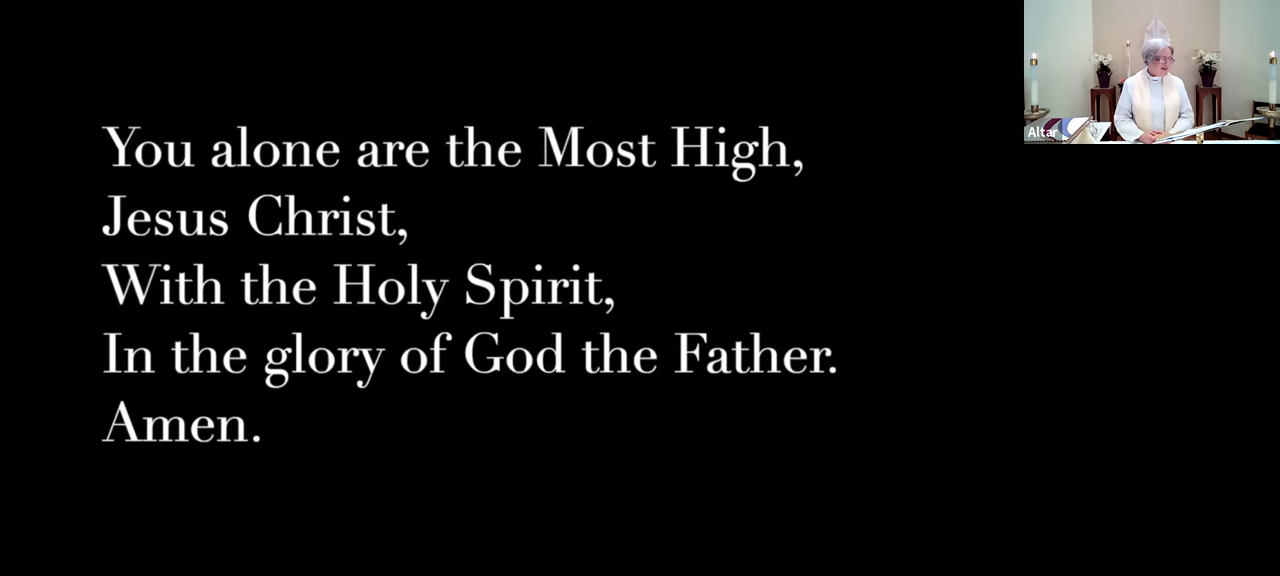 You alone are the Most High,
Jesus Christ,
With the Holy Spirit,
In the glory of God the Father.
Amen.
Altar